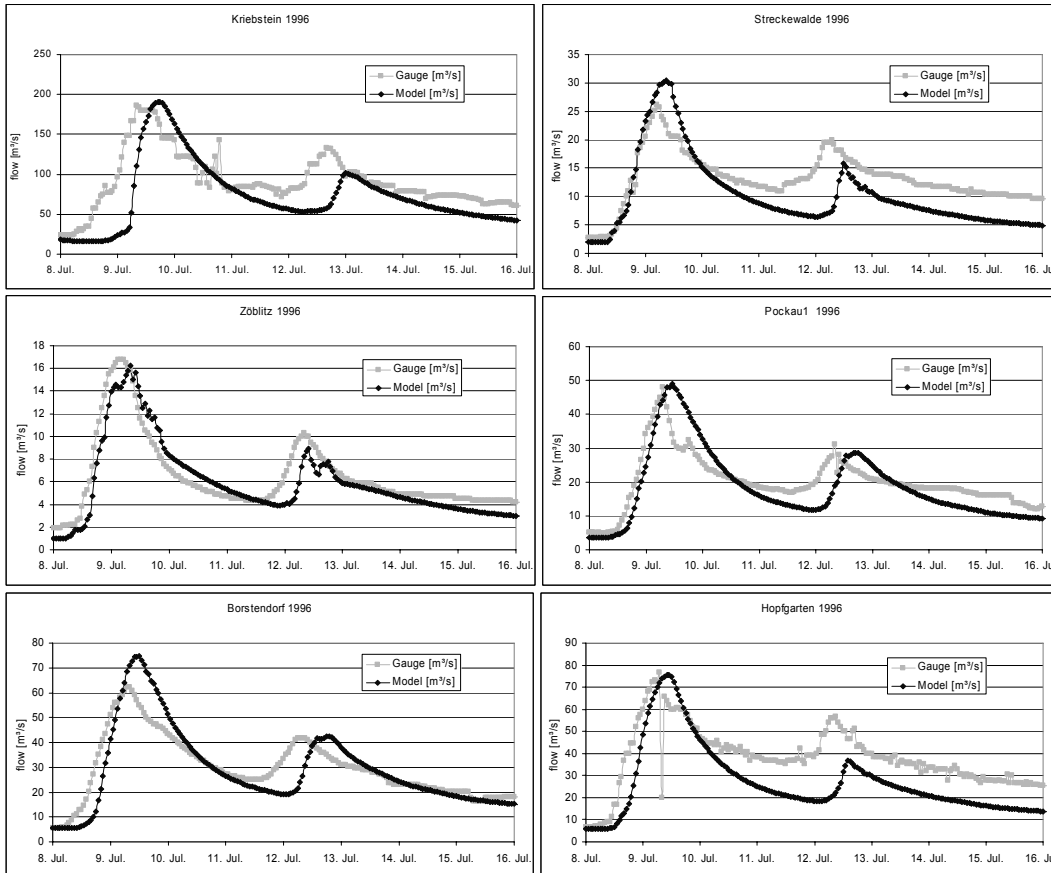 Kriebstein 1996
250
200
150
100
50
0
flow [m³/s]
Gauge [m³/s]
Model [m³/s]
8. Jul. 9. Jul. 10. Jul. 11. Jul. 12. Jul. 13. Jul. 14. Jul. 15. Jul. 16. Jul.
Streckewalde 1996
35
30
25
20
15
10
5
0
flow [m³/s]
Gauge [m³/s]
Model [m³/s]
8. Jul. 9. Jul. 10. Jul. 11. Jul. 12. Jul. 13. Jul. 14. Jul. 15. Jul. 16. Jul.
Zöblitz 1996
18
16
14
12
10
8
6
4
2
0
flow [m³/s]
Gauge [m³/s]
Model [m³/s]
8. Jul. 9. Jul. 10. Jul. 11. Jul. 12. Jul. 13. Jul. 14. Jul. 15. Jul. 16. Jul.
Pockau1 1996
60
50
40
30
20
10
0
flow [m³/s]
Gauge [m³/s]
Model [m³/s]
8. Jul. 9. Jul. 10. Jul. 11. Jul. 12. Jul. 13. Jul. 14. Jul. 15. Jul. 16. Jul
Borstendorf 1996
80
70
60
50
40
30
20
10
0
flow [m³/s]
Gauge [m³/s]
Model [m³/s]
8. Jul. 9. Jul. 10. Jul. 11. Jul. 12. Jul. 13. Jul. 14. Jul. 15. Jul. 16. Jul.
Hopfgarten 1996
90
80
70
60
50
40
30
20
10
0
flow [m³/s]
Gauge [m³/s]
Model [m³/s]
8. Jul. 9. Jul. 10. Jul. 11. Jul. 12. Jul. 13. Jul. 14. Jul. 15. Jul. 16. Jul.